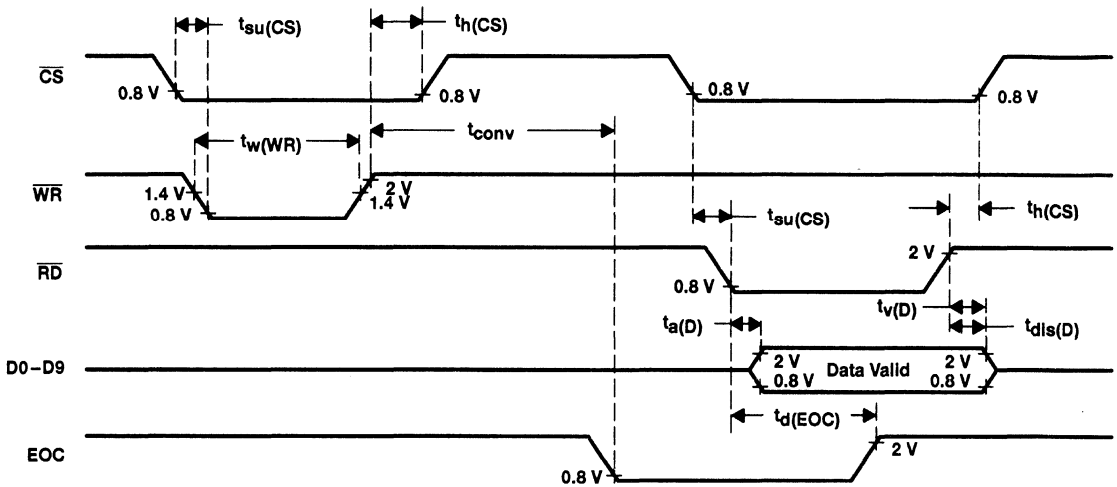 tsu(CS)
th(CS)
CS
0.8 V
0.8 V
0.8 V
0.8 V
tw(WR)
tconv
WR
1.4 V
0.8 V
2 V
1.4 V
tsu(CS)
th(CS)
RD
0.8 V
2 V
ta(D)
tv(D)
tdis(D)
D0–D9
2 V
0.8 V
Data Valid
2 V
0.8 V
td(EOC)
EOC
0.8 V
2 V